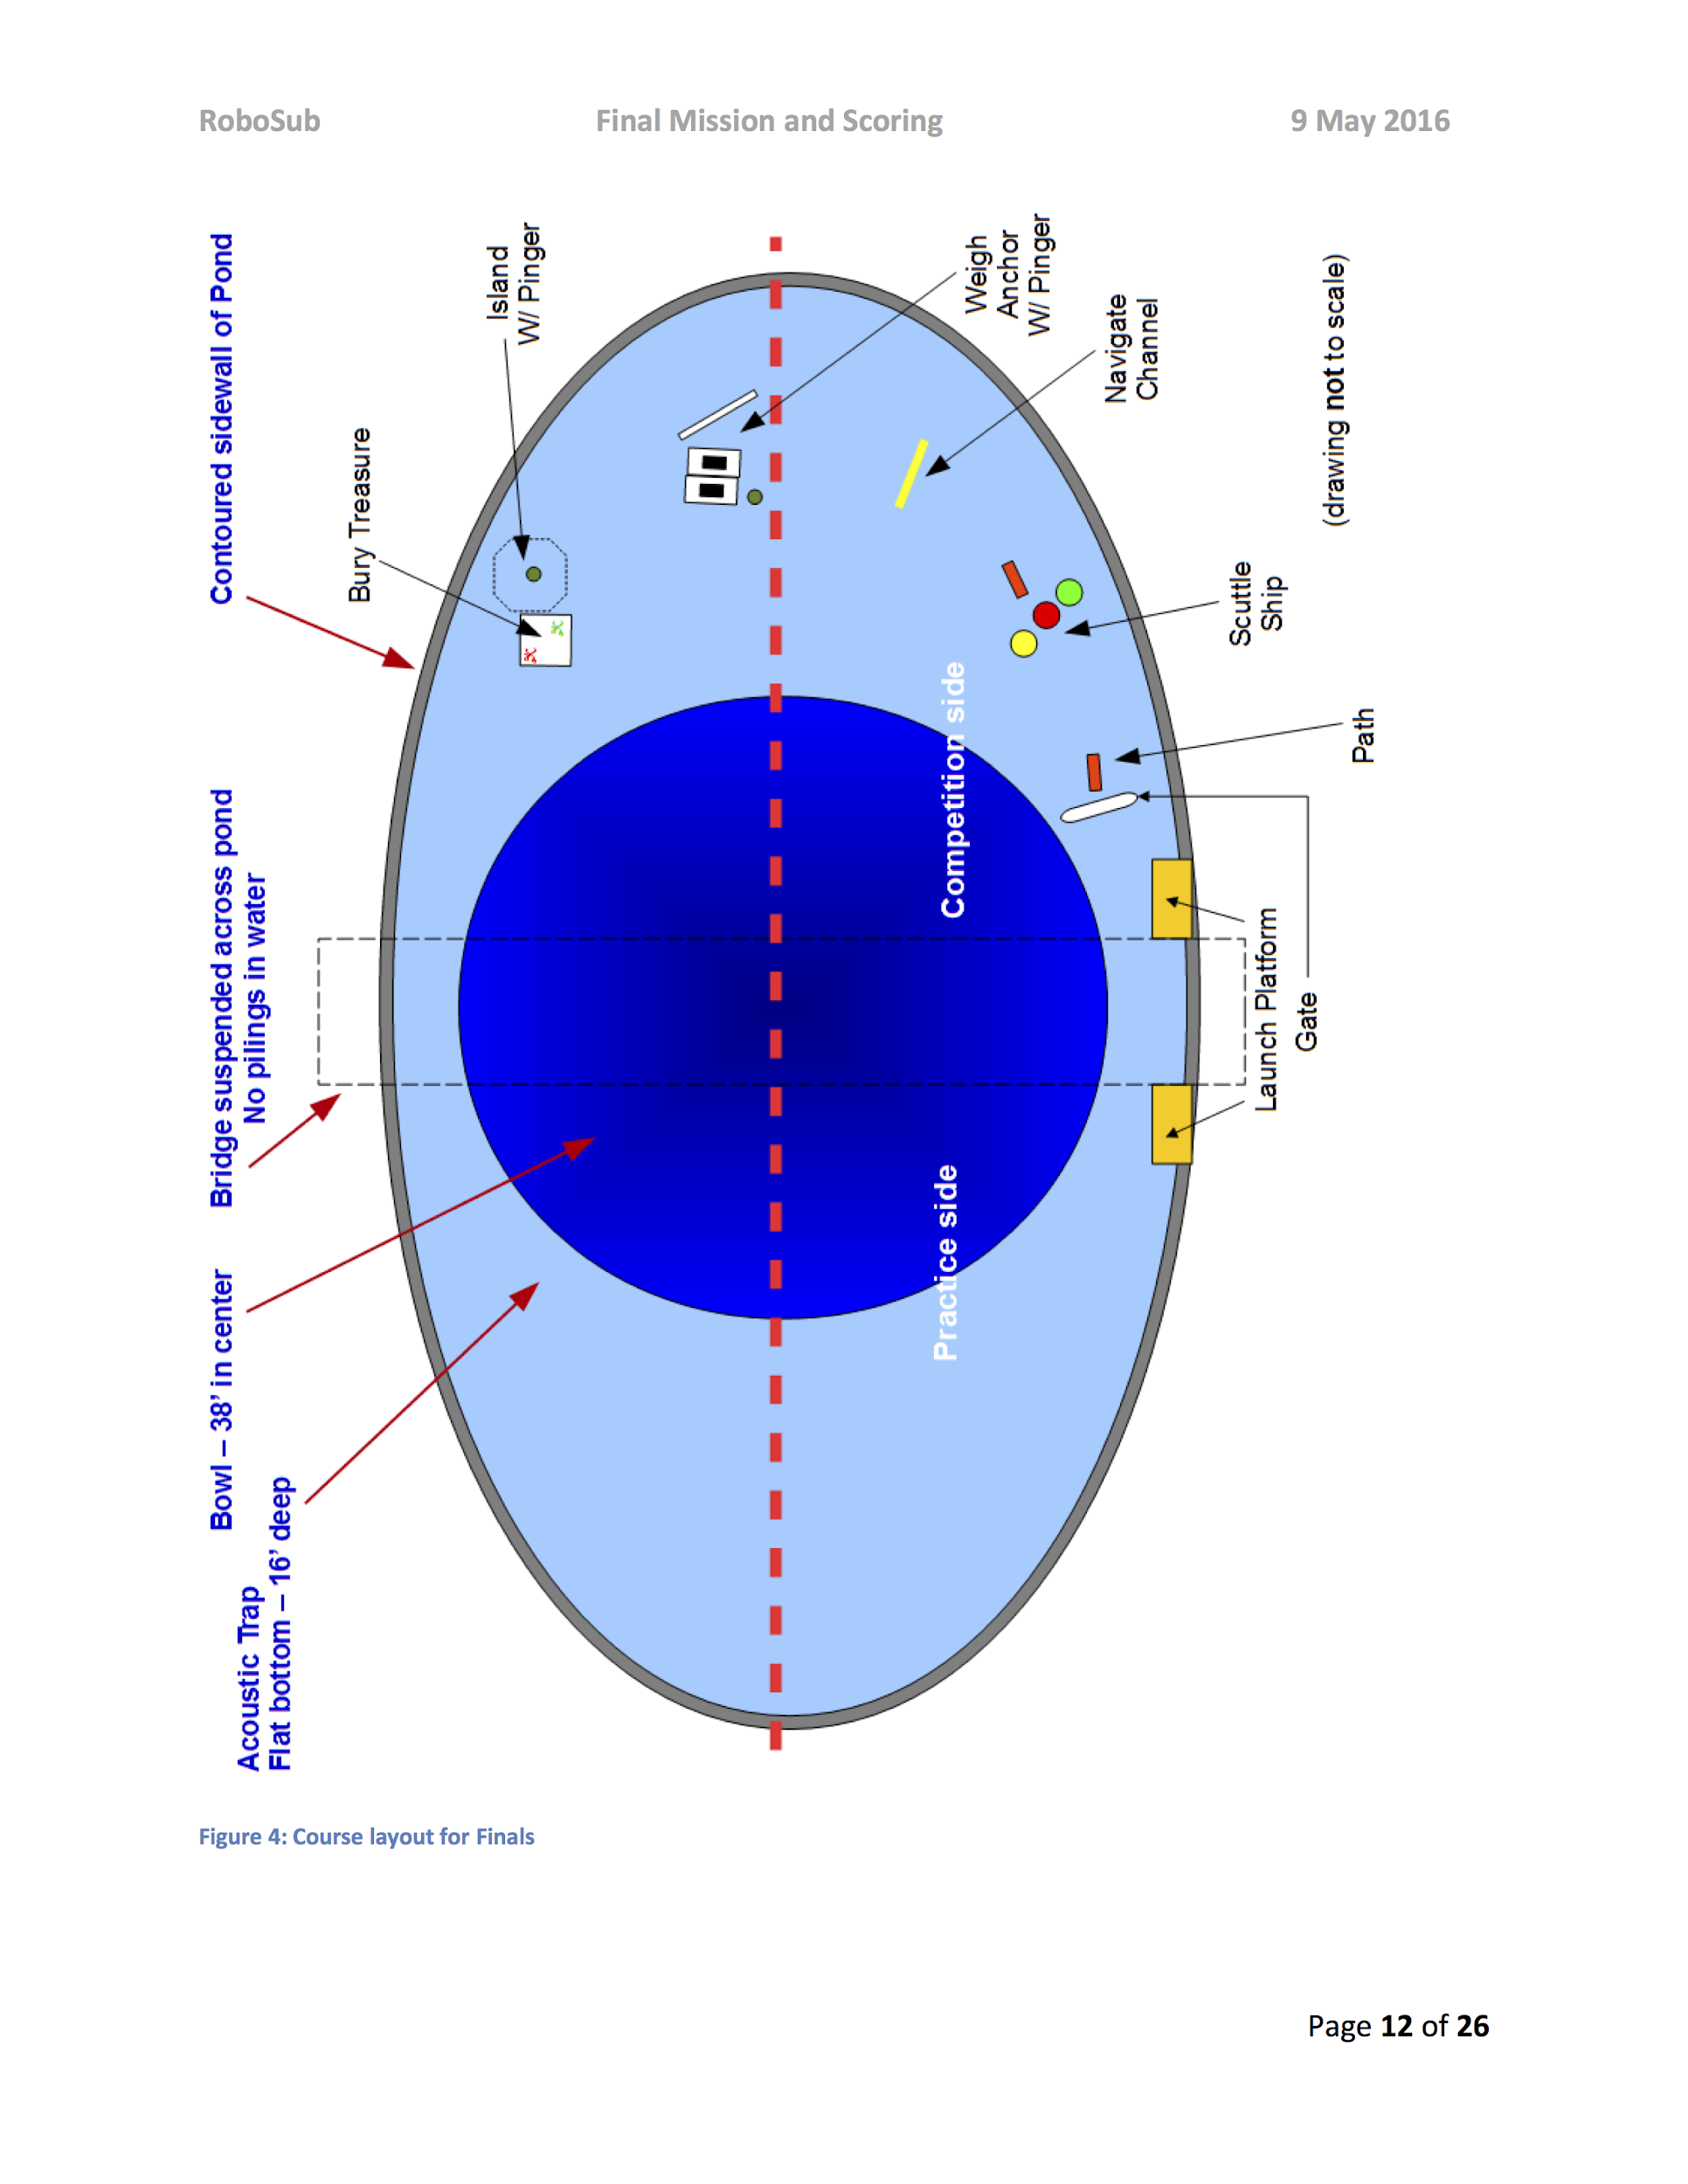 RoboSub Final Mission and Scoring 9 May 2016
Contoured sidewall of Pond
Bridge suspended across pond
No pilings in water
Bowl – 38’ in center
Acoustic Trap
Flat bottom – 16’ deep
Bury Treasure
Island
W/ Pinger
Weigh
Anchor
W/ Pinger
Navigate
Channel
Scuttle
Ship
Path
Gate
Launch Platform
Competition side
Practice side
(drawing not to scale)
Figure 4: Course layout for Finals
Page 12 of 26